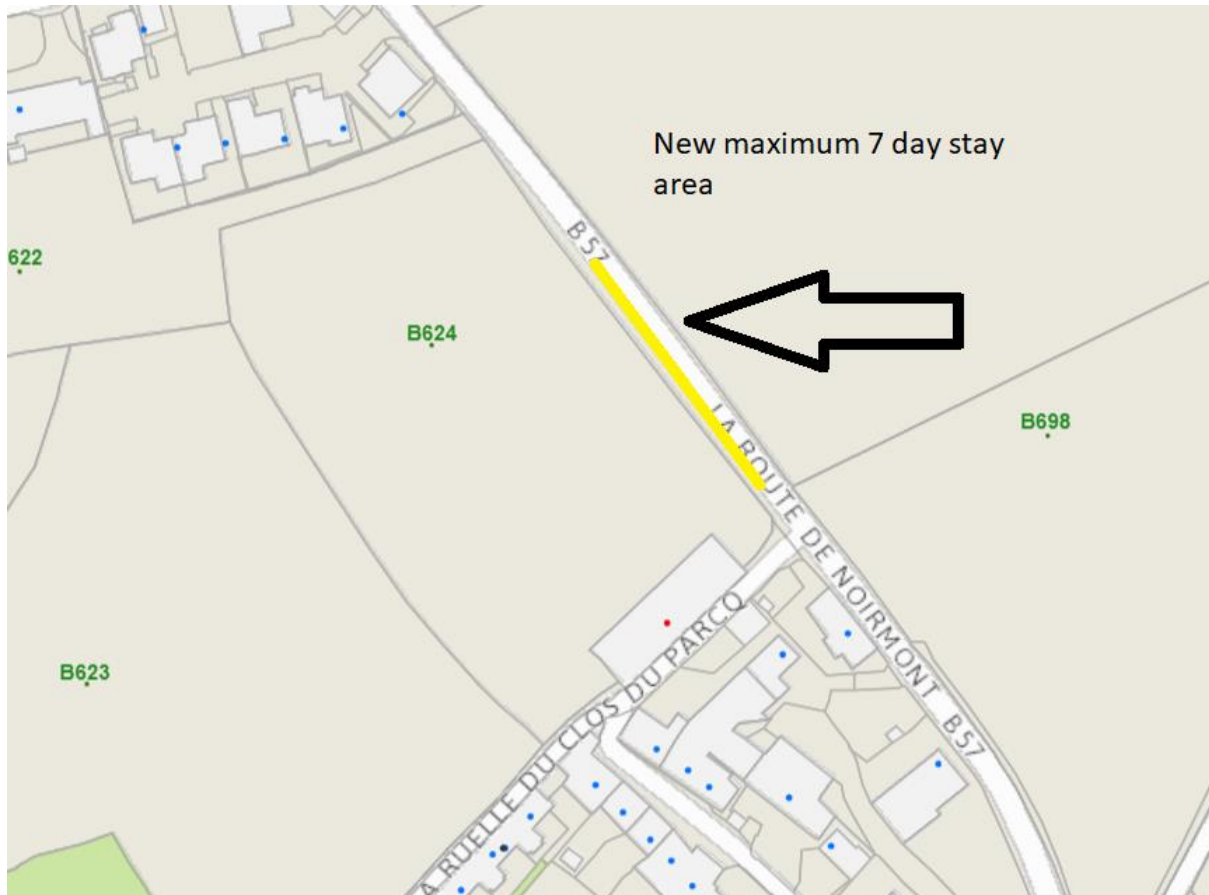 New maximum 7 day stay
area
B57
622
B624
LA ROUTE DE NOIRMONT B57
B698
B623
A RUELLE DU CLOS DU PARCQ